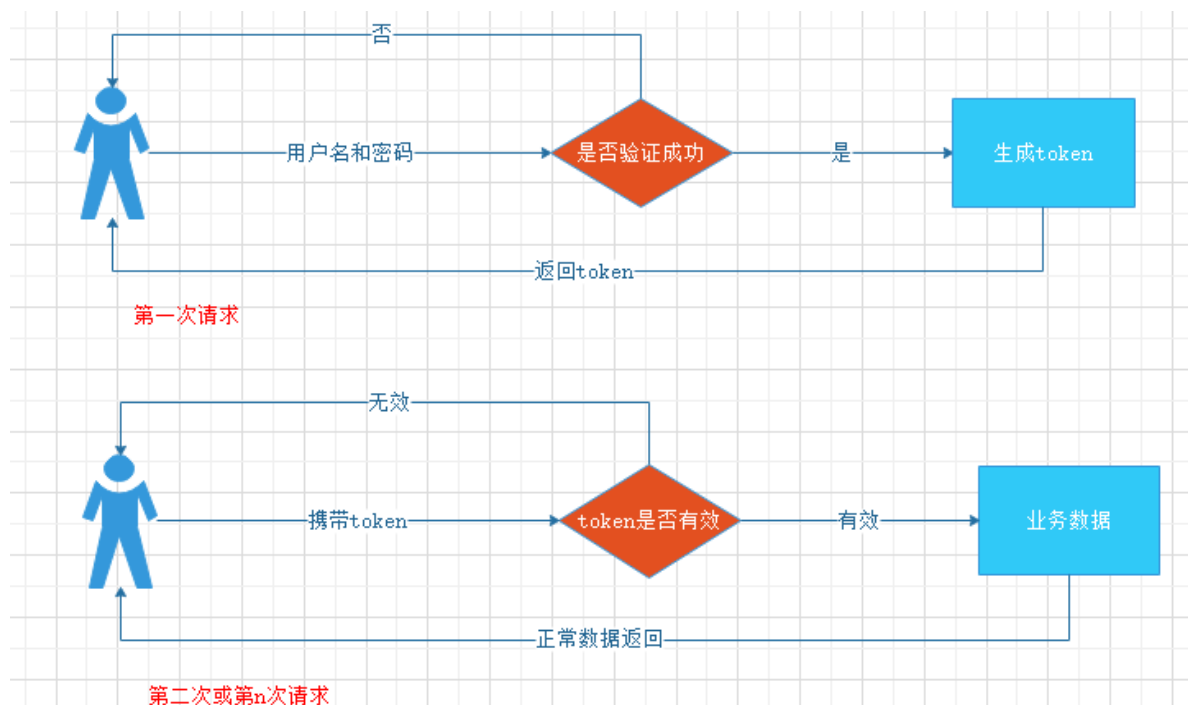 否
用户名和密码
是否验证成功
是
生成token
返回token
第一次请求
无效
携带token
token是否有效
有效
业务数据
正常数据返回
第二次或第n次请求